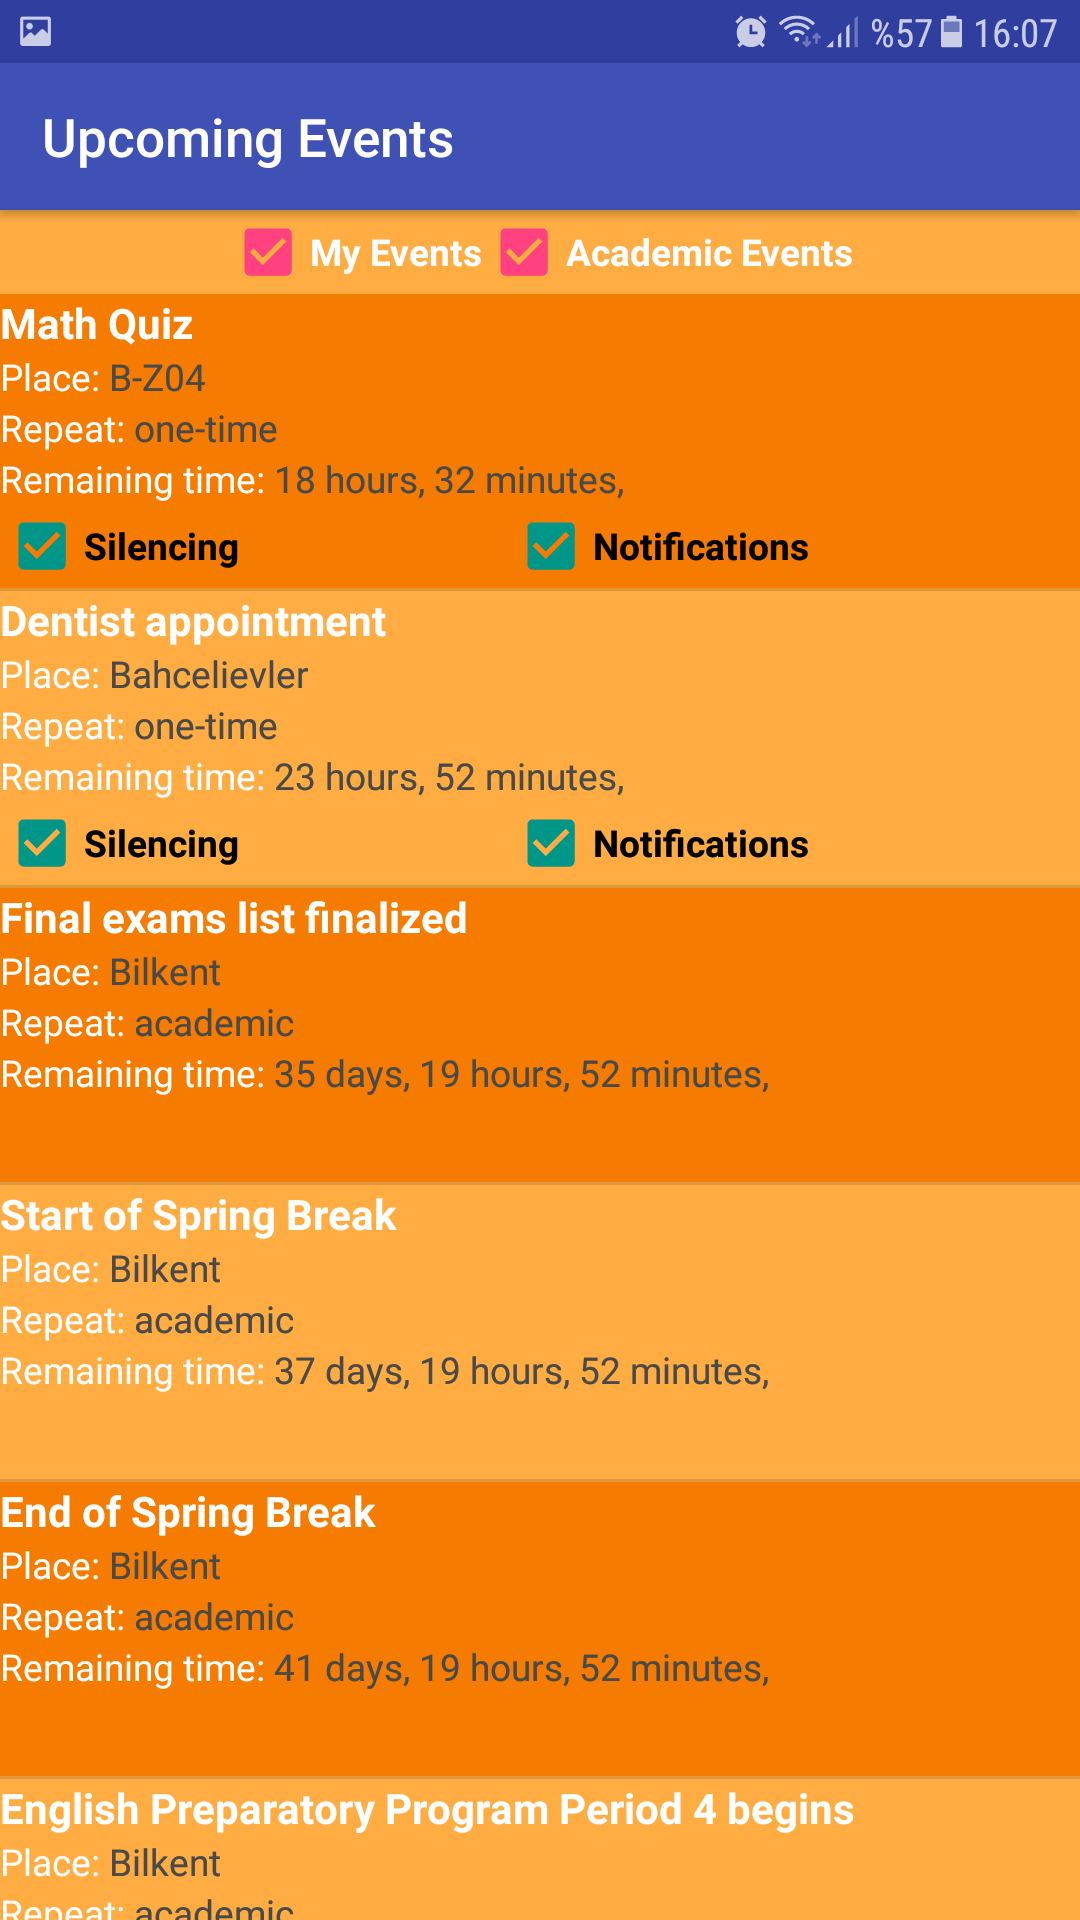 %57 16:07
Upcoming Events
My Events Academic Events
Math Quiz
Place: B-Z04
Repeat: one-time
Remaining time: 18 hours, 32 minutes,
Silencing Notifications
Dentist appointment
Place: Bahcelievler
Repeat: one-time
Remaining time: 23 hours, 52 minutes,
Silencing Notifications
Final exams list finalized
Place: Bilkent
Repeat: academic
Remaining time: 35 days, 19 hours, 52 minutes,
Start of Spring Break
Place: Bilkent
Repeat: academic
Remaining time: 37 days, 19 hours, 52 minutes,
End of Spring Break
Place: Bilkent
Repeat: academic
Remaining time: 41 days, 19 hours, 52 minutes,
English Preparatory Program Period 4 begins
Place: Bilkent
Repeat: academic